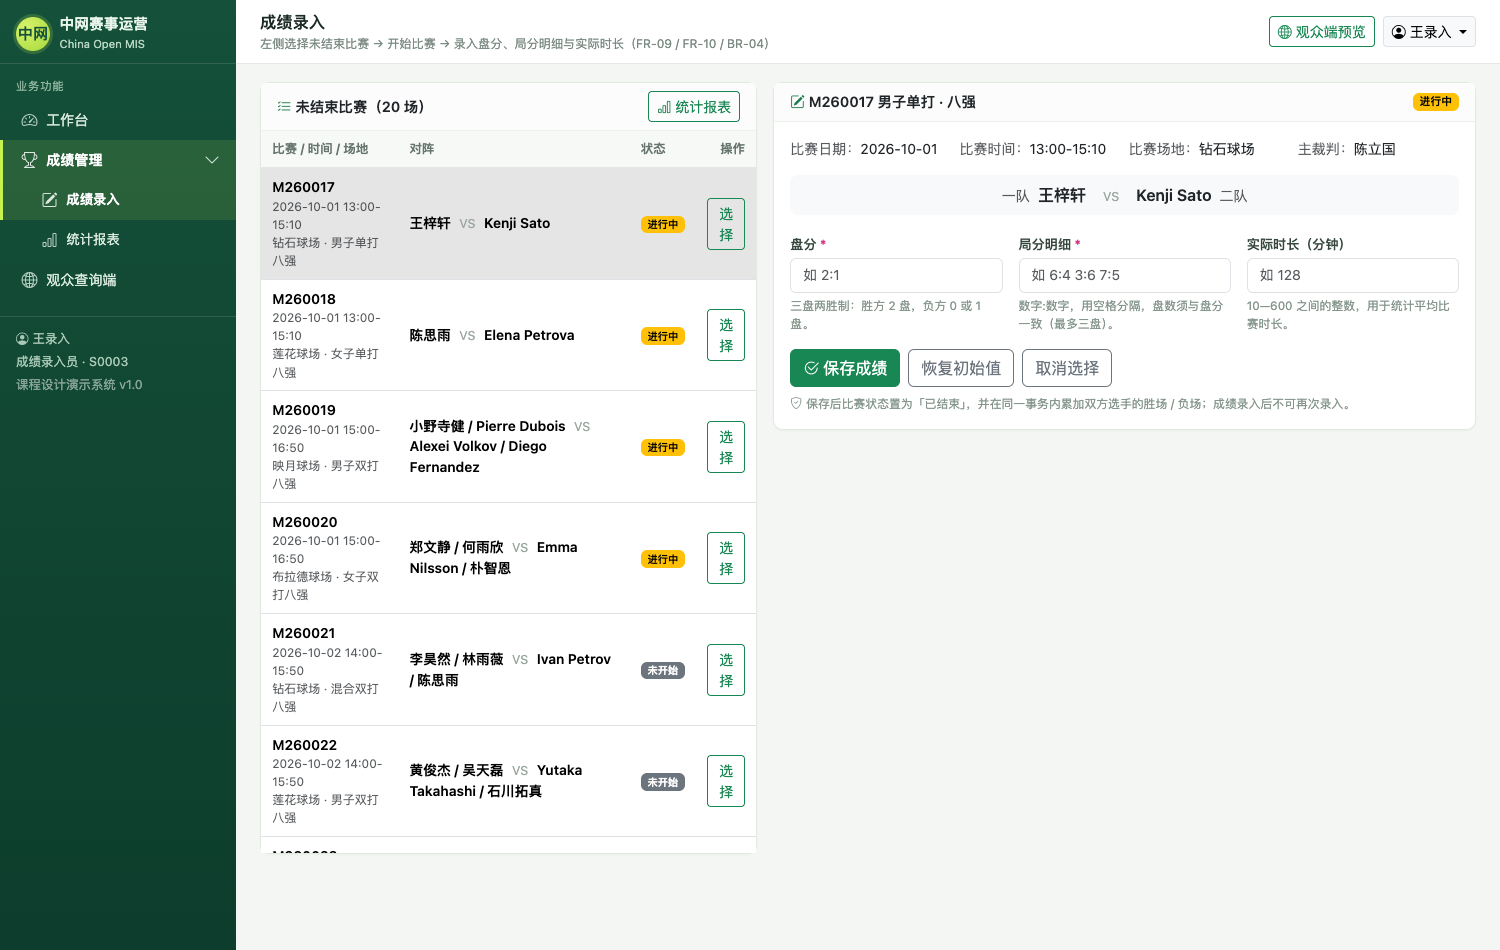 中网
中网赛事运营
China Open MIS
业务功能
工作台
成绩管理
成绩录入
统计报表
观众查询端
王录入
成绩录入员 · S0003
课程设计演示系统 v1.0
成绩录入
左侧选择未结束比赛 → 开始比赛 → 录入盘分、局分明细与实际时长（FR-09 / FR-10 / BR-04）
观众端预览
王录入
未结束比赛（20 场）
统计报表
比赛 / 时间 / 场地 对阵 状态 操作
M260017
2026-10-01 13:00-
15:10
钻石球场 · 男子单打
八强
王梓轩 VS Kenji Sato
进行中
选
择
M260018
2026-10-01 13:00-
15:10
莲花球场 · 女子单打
八强
陈思雨 VS Elena Petrova
进行中
选
择
M260019
2026-10-01 15:00-
16:50
映月球场 · 男子双打
八强
小野寺健 / Pierre Dubois VS
Alexei Volkov / Diego
Fernandez
进行中
选
择
M260020
2026-10-01 15:00-
16:50
布拉德球场 · 女子双
打八强
郑文静 / 何雨欣 VS Emma
Nilsson / 朴智恩
进行中
选
择
M260021
2026-10-02 14:00-
15:50
钻石球场 · 混合双打
八强
李昊然 / 林雨薇 VS Ivan Petrov
/ 陈思雨
未开始
选
择
M260022
2026-10-02 14:00-
15:50
莲花球场 · 男子双打
八强
黄俊杰 / 吴天磊 VS Yutaka
Takahashi / 石川拓真
未开始
选
择
M260017 男子单打 · 八强
进行中
比赛日期：2026-10-01 比赛时间：13:00-15:10 比赛场地：钻石球场 主裁判：陈立国
一队 王梓轩 VS Kenji Sato 二队
盘分 *
如 2:1
三盘两胜制：胜方 2 盘，负方 0 或 1
盘。
局分明细 *
如 6:4 3:6 7:5
数字:数字，用空格分隔，盘数须与盘分
一致（最多三盘）。
实际时长（分钟）
如 128
10—600 之间的整数，用于统计平均比
赛时长。
保存成绩
恢复初始值
取消选择
保存后比赛状态置为「已结束」，并在同一事务内累加双方选手的胜场 / 负场；成绩录入后不可再次录入。